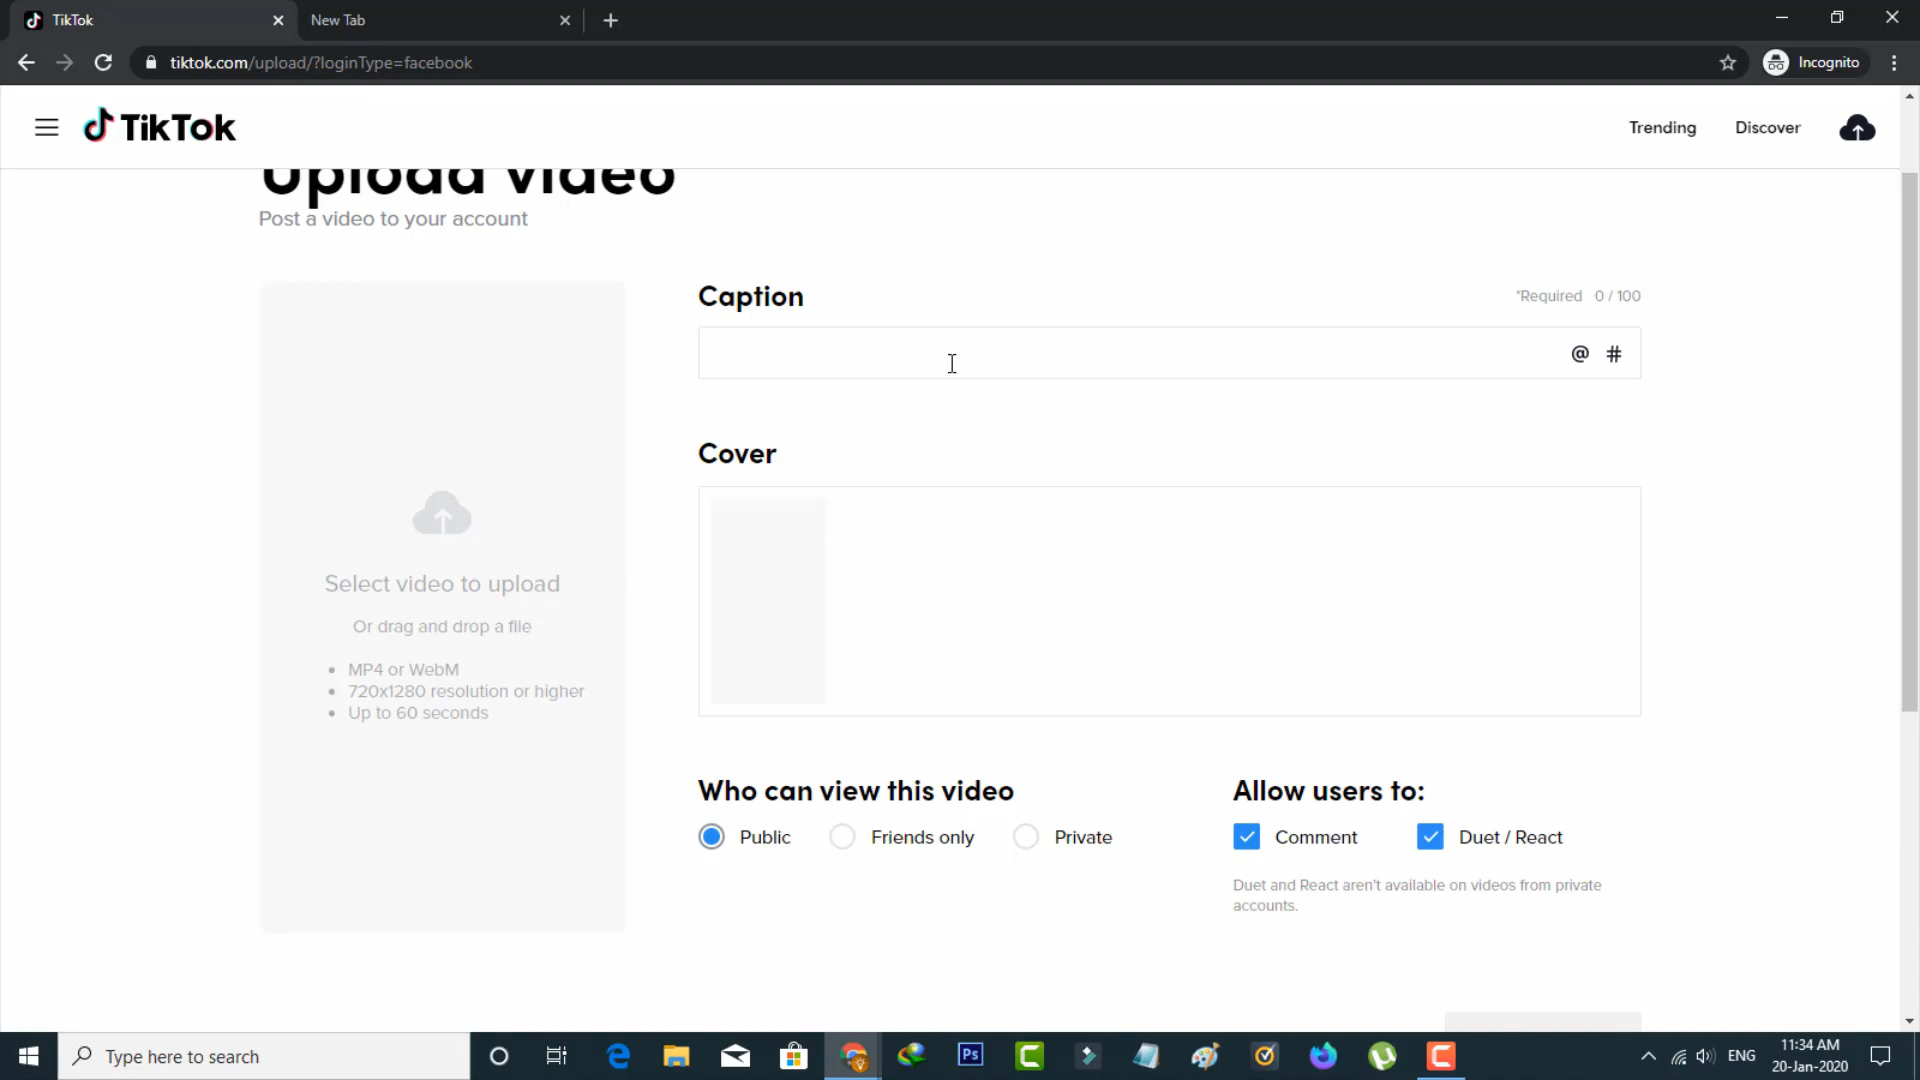 TikTok
New Tab
tiktok.com/upload/?loginType=facebook
Incognito
TikTok
Trending
Discover
Upload video
Post a video to your account
Caption
*Required 0 / 100
@ #
Cover
Select video to upload
Or drag and drop a file
• MP4 or WebM
• 720x1280 resolution or higher
• Up to 60 seconds
Who can view this video
Public
Friends only
Private
Allow users to:
Comment
Duet / React
Duet and React aren't available on videos from private
accounts.
Type here to search
Ps
ENG
11:34 AM
20-Jan-2020